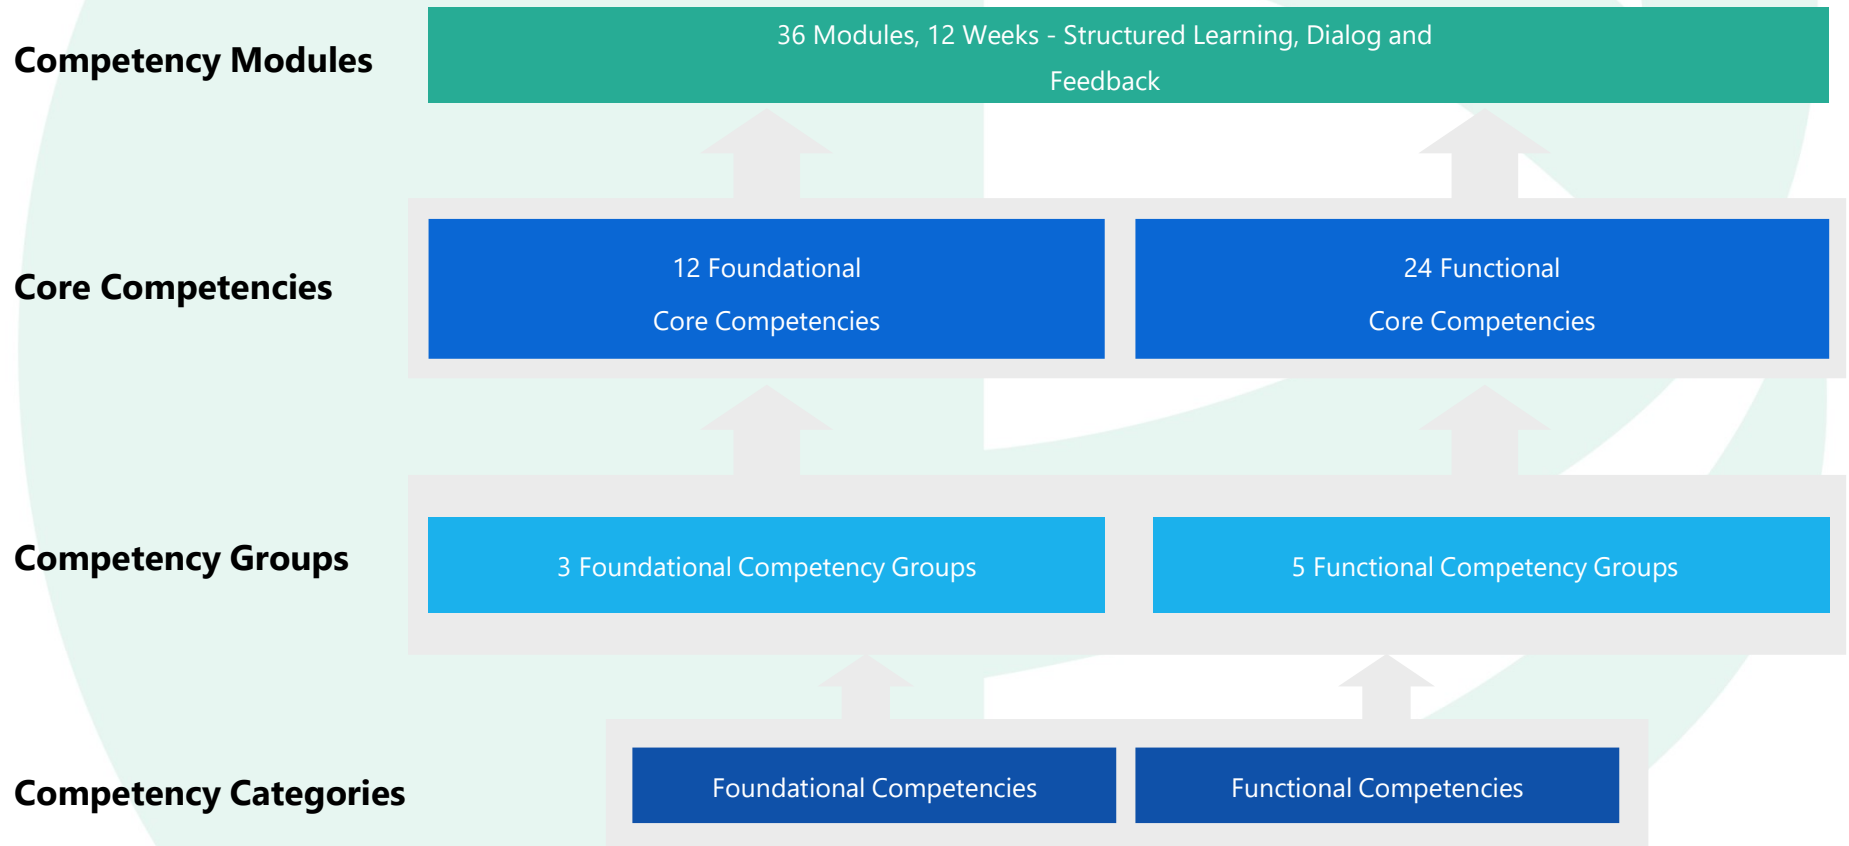 Competency Modules
36 Modules, 12 Weeks - Structured Learning, Dialog and
Feedback
Core Competencies
12 Foundational
Core Competencies
24 Functional
Core Competencies
Competency Groups
3 Foundational Competency Groups
5 Functional Competency Groups
Competency Categories
Foundational Competencies
Functional Competencies